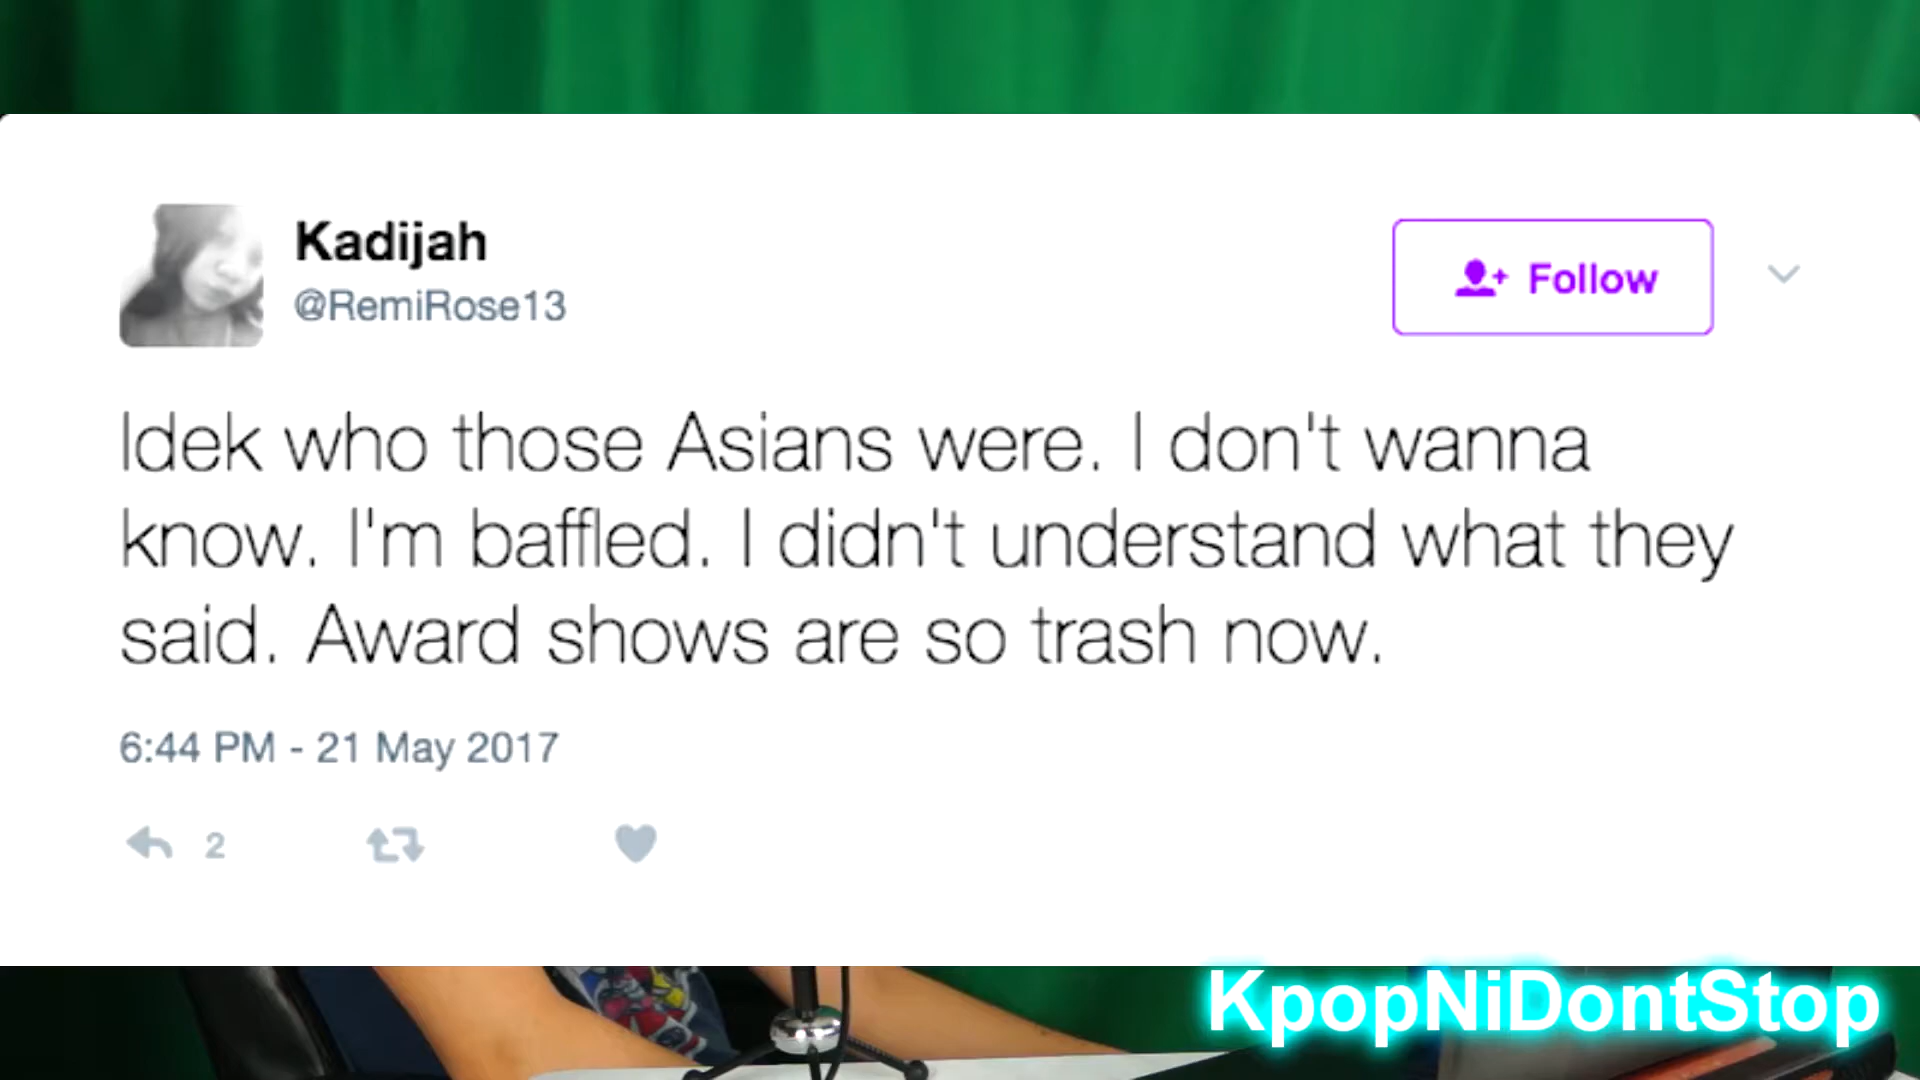 Kadijah
@RemiRose13
Follow
Idek who those Asians were. I don't wanna
know. I'm baffled. I didn't understand what they
said. Award shows are so trash now.
6:44 PM - 21 May 2017
2
KpopNiDontStop